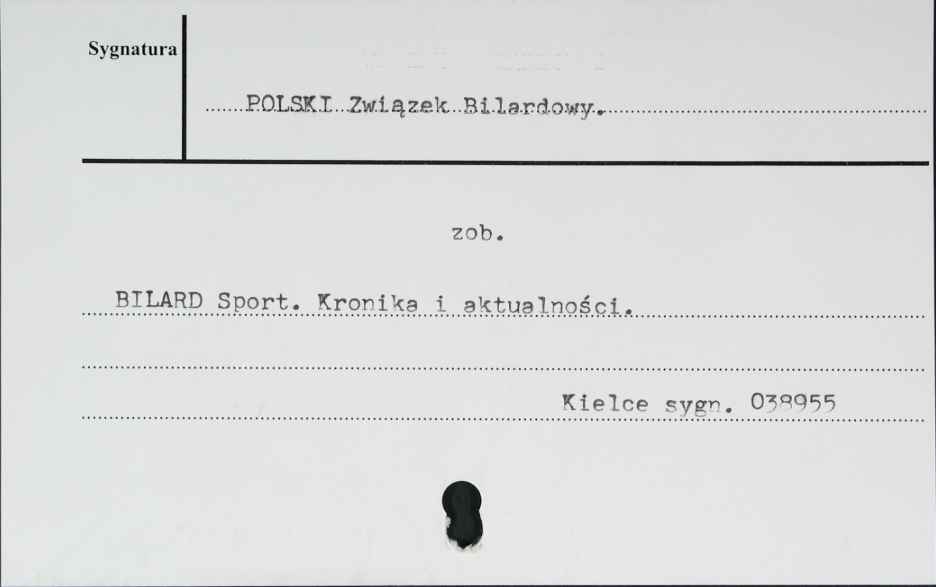 Sygnatura
POLSKI Związek Bilardowy.
zob.
BILARD Sport. Kronika i aktualności.
Kielce sygn. 038955